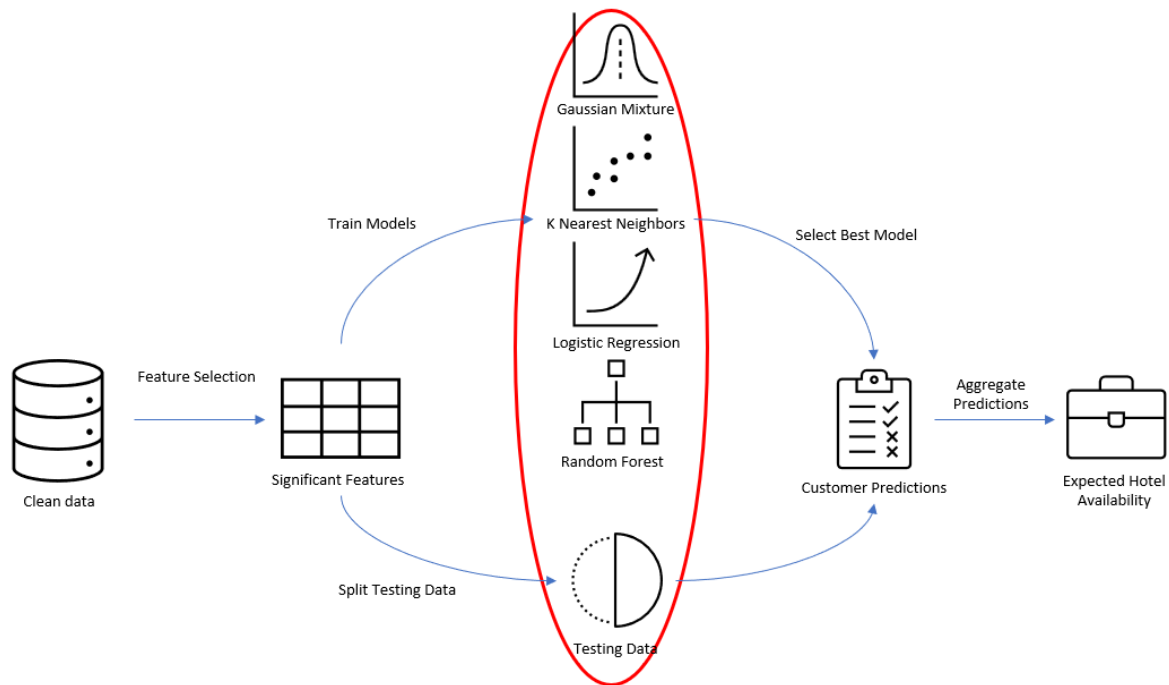 Gaussian Mixture
K Nearest Neighbors
Train Models
Select Best Model
Logistic Regression
Feature Selection
Aggregate
Predictions
Random Forest
Clean data
Significant Features
Customer Predictions
Expected Hotel
Availability
Split Testing Data
Testing Data